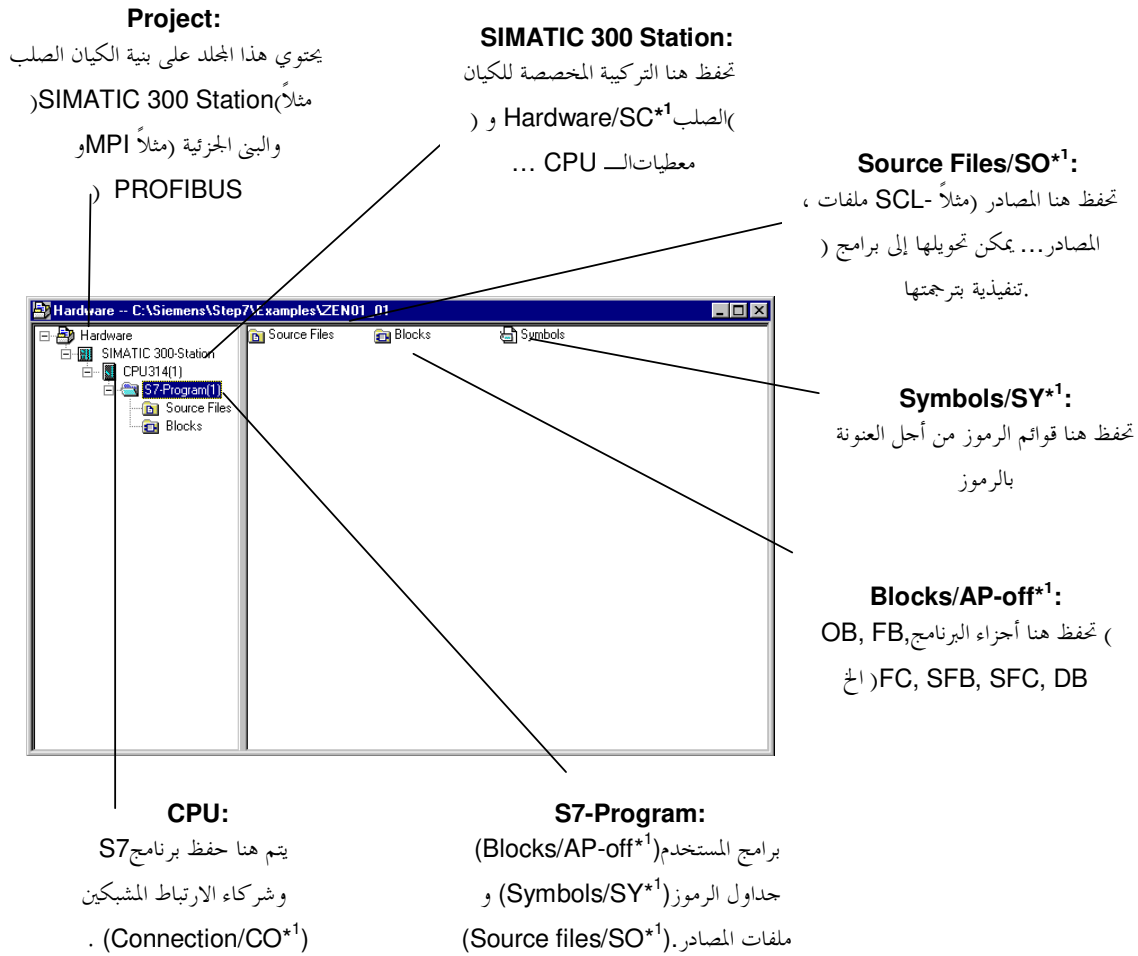 Project:
يحتوي هذا المجلد على بنية الكيان الصلب
مثلاً)SIMATIC 300 Station(
والبنى الجزئية (مثلاً MPIو
PROFIBUS )
SIMATIC 300 Station:
تحفظ هنا التركيبة المخصصة للكيان
)الصلب Hardware/SC*1 و (
معطياتالــ CPU ...
Source Files/SO*1:
تحفظ هنا المصادر (مثلاً -SCL ملفات ،
المصادر... يمكن تحويلها إلى برامج (
.تنفيذية بترجمتها
Hardware -- C:\Siemens\Step7\Examples\ZEN01_01
Hardware
SIMATIC 300-Station
CPU314(1)
S7-Program(1)
Source Files
Blocks
Source Files
Blocks
Symbols
Symbols/SY*1:
تحفظ هنا قوائم الرموز من أجل العنونة
بالرموز
Blocks/AP-off*1:
) تحفظ هنا أجزاء البرنامج,OB, FB
FC, SFB, SFC, DB( الخ
CPU:
يتم هنا حفظ برنامجS7
وشركاء الارتباط المشبكين
(Connection/CO*1) .
S7-Program:
برامج المستخدم(Blocks/AP-off*1)
جداول الرموز(Symbols/SY*1) و
ملفات المصادر.(Source files/SO*1)